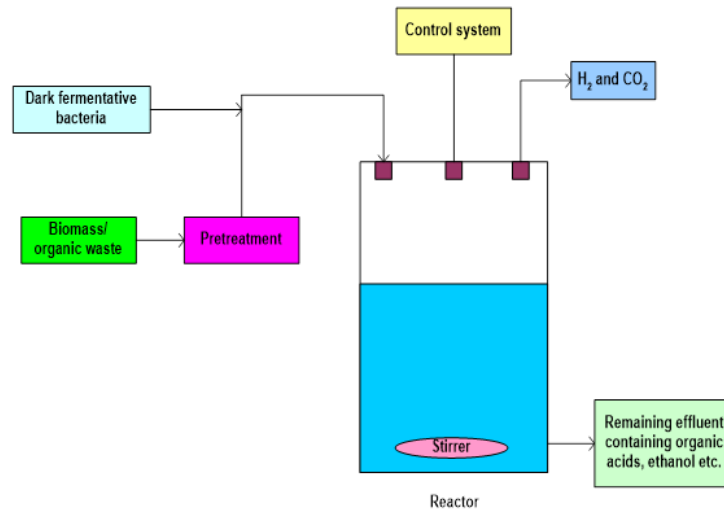 Control system
H₂ and CO₂
Dark fermentative
bacteria
Biomass/
organic waste
Pretreatment
Stirrer
Remaining effluent
containing organic
acids, ethanol etc.
Reactor